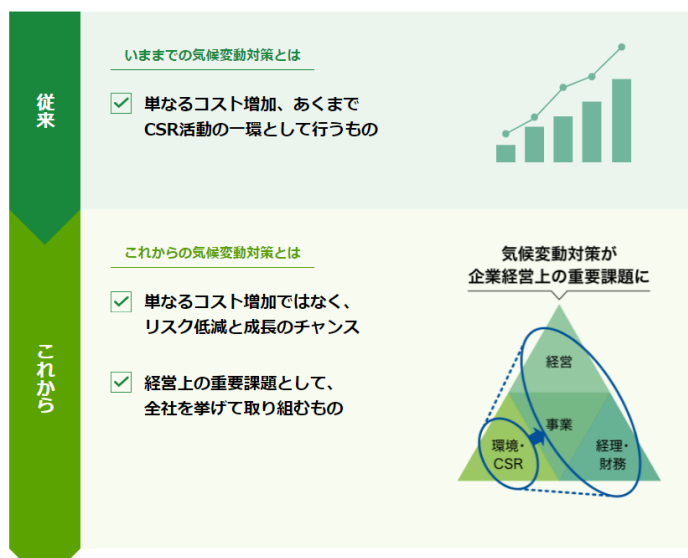 従来
いままでの気候変動対策とは
単なるコスト増加、あくまで
CSR活動の一環として行うもの
これから
これからの気候変動対策とは
単なるコスト増加ではなく、
リスク低減と成長のチャンス
経営上の重要課題として、
全社を挙げて取り組むもの
気候変動対策が
企業経営上の重要課題に
経営
事業
環境・
CSR
経理・
財務